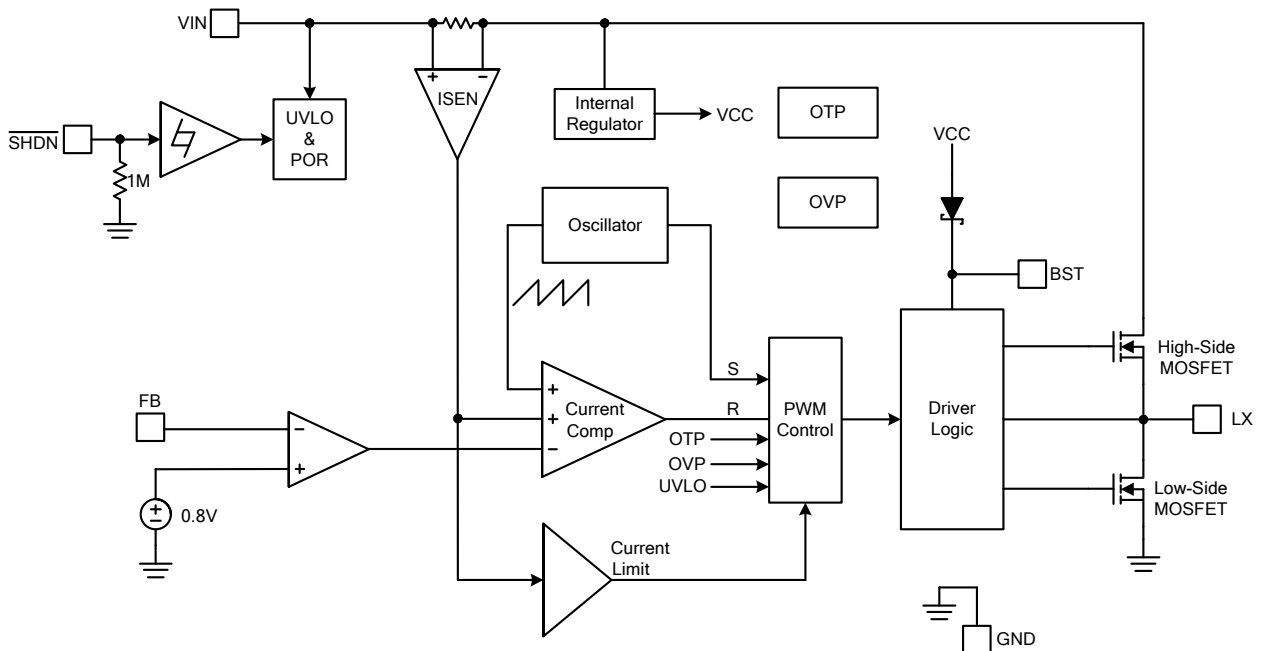 VIN
+ −
ISEN
SHDN
1M
UVLO
&
POR
Internal
Regulator
VCC
OTP
OVP
VCC
Oscillator
BST
High-Side
MOSFET
S
R
OTP
OVP
UVLO
PWM
Control
Driver
Logic
LX
FB
−
+
+
+
−
Current
Comp
Low-Side
MOSFET
0.8V
Current
Limit
GND